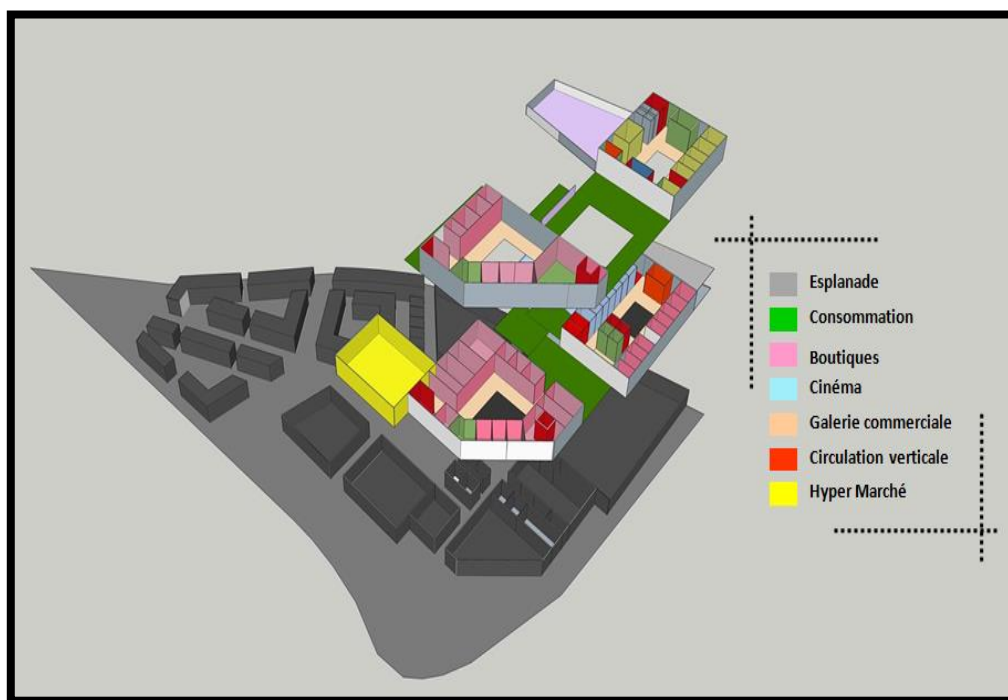 Esplanade
Consommation
Boutiques
Cinéma
Galerie commerciale
Circulation verticale
Hyper Marché